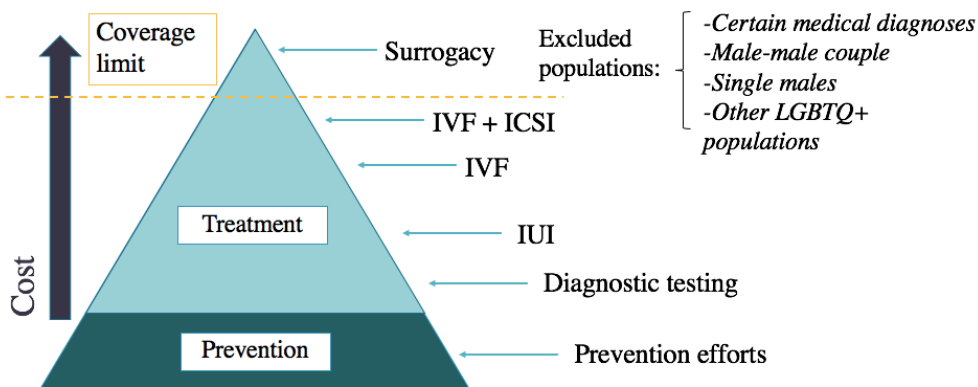 Coverage
limit
Surrogacy
Excluded
populations:
-Certain medical diagnoses
-Male-male couple
-Single males
-Other LGBTQ+
populations
IVF + ICSI
IVF
Treatment
IUI
Cost
Diagnostic testing
Prevention
Prevention efforts